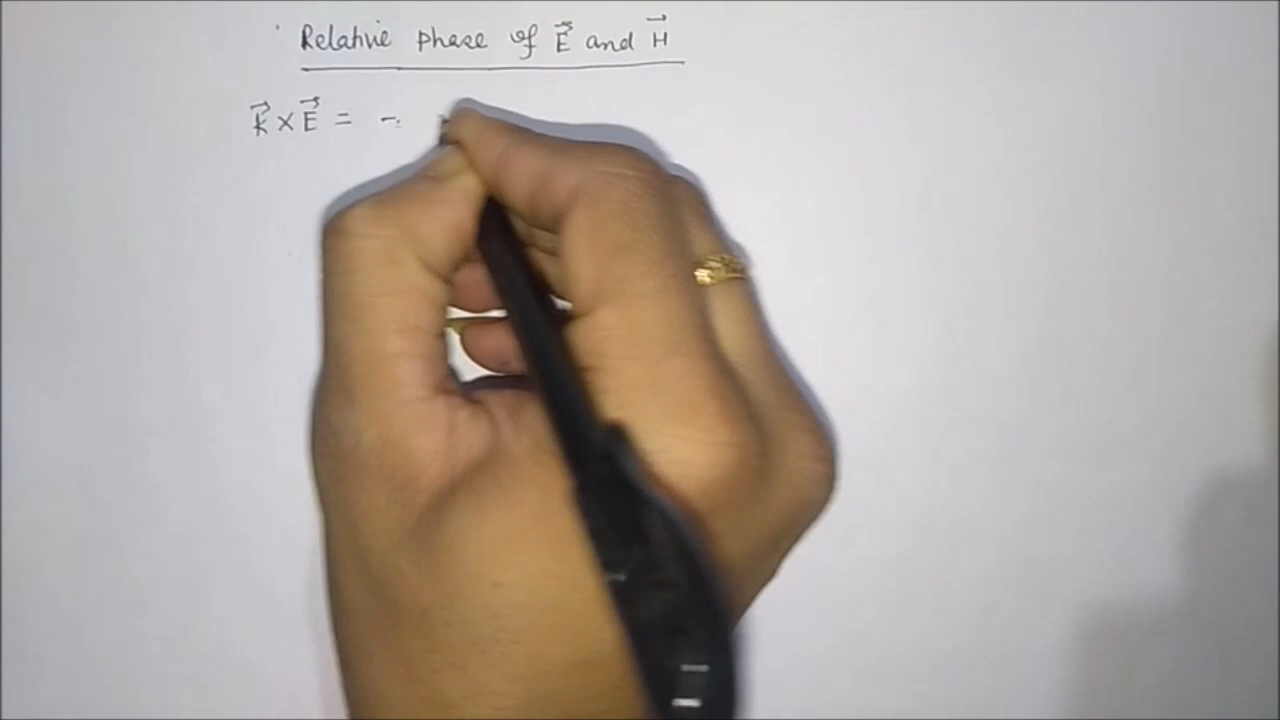 Relative phase of E⃗ and H⃗
k⃗ × E⃗ = -